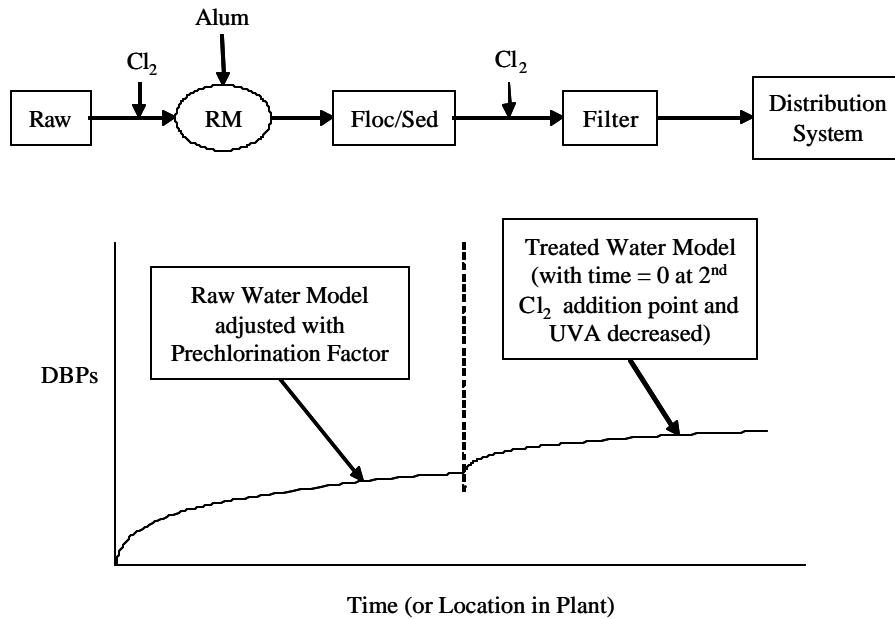 Alum
Cl₂
Cl₂
Raw
RM
Floc/Sed
Filter
Distribution
System
Raw Water Model
adjusted with
Prechlorination Factor
Treated Water Model
(with time = 0 at 2ⁿᵈ
Cl₂ addition point and
UVA decreased)
DBPs
Time (or Location in Plant)